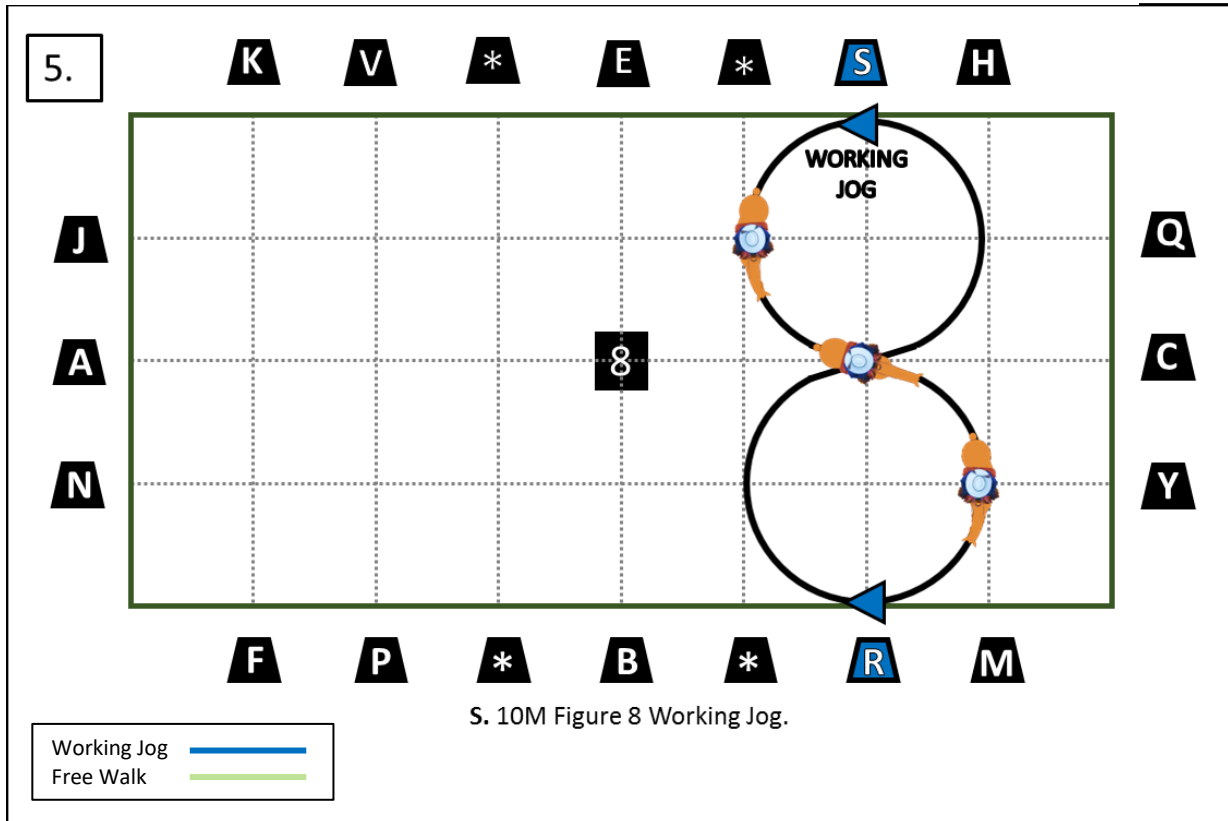 5.
K V * E * S H
WORKING
JOG
J Q
A 8 C
N Y
F P * B * R M
S. 10M Figure 8 Working Jog.
Working Jog
Free Walk